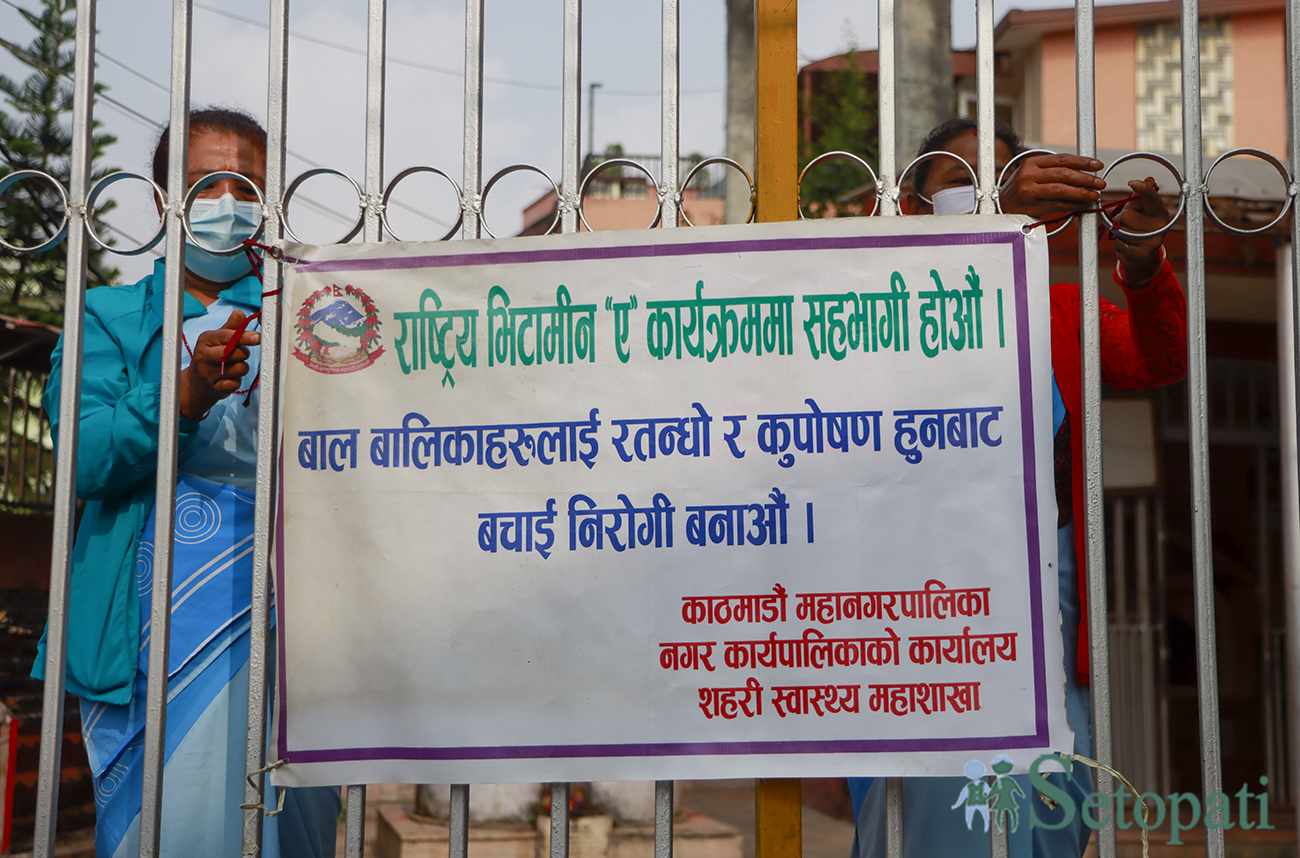 राष्ट्रिय भिटामीन “ए” कार्यक्रममा सहभागी होऔं ।
बाल बालिकाहरुलाई रतन्धो र कुपोषण हुनबाट
बचाई निरोगी बनाऔं ।
काठमाडौं महानगरपालिका
नगर कार्यपालिकाको कार्यालय
शहरी स्वास्थ्य महाशाखा
Setopati